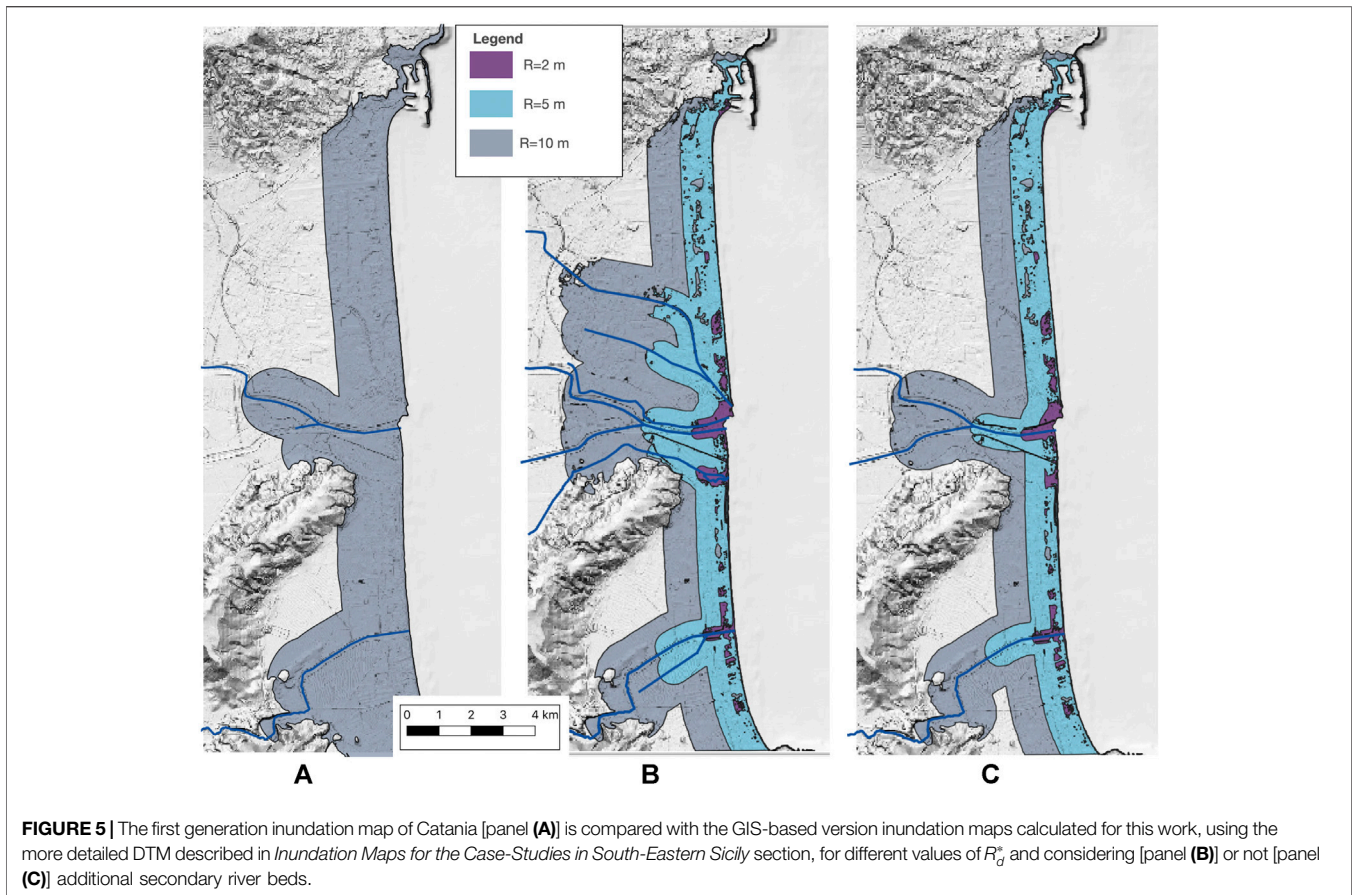 Legend
R=2 m
R=5 m
R=10 m
0 1 2 3 4 km
A
B
C
FIGURE 5 | The first generation inundation map of Catania [panel (A)] is compared with the GIS-based version inundation maps calculated for this work, using the
more detailed DTM described in Inundation Maps for the Case-Studies in South-Eastern Sicily section, for different values of R*d and considering [panel (B)] or not [panel
(C)] additional secondary river beds.